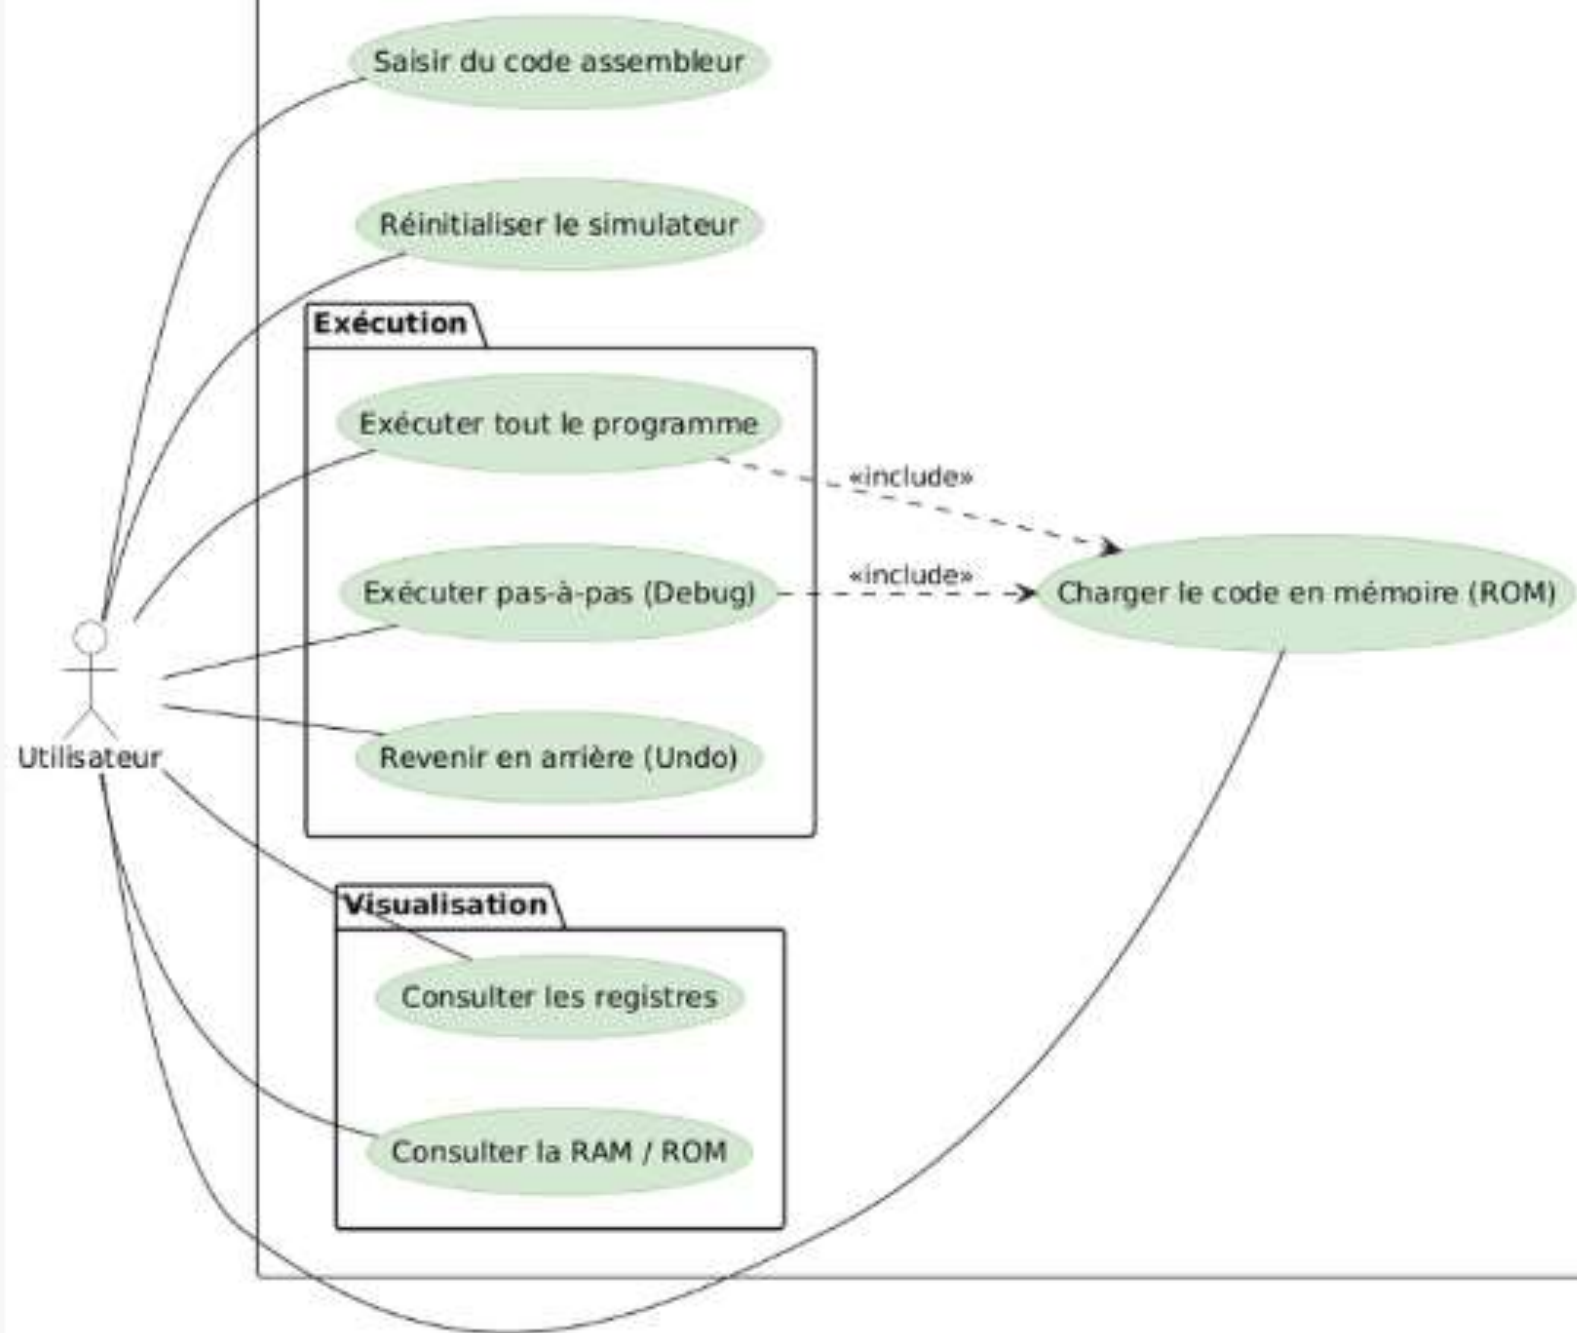 Saisir du code assembleur
Réinitialiser le simulateur
Exécution
Exécuter tout le programme
«include»
Exécuter pas-à-pas (Debug)
«include»
Charger le code en mémoire (ROM)
Revenir en arrière (Undo)
Utilisateur
Visualisation
Consulter les registres
Consulter la RAM / ROM